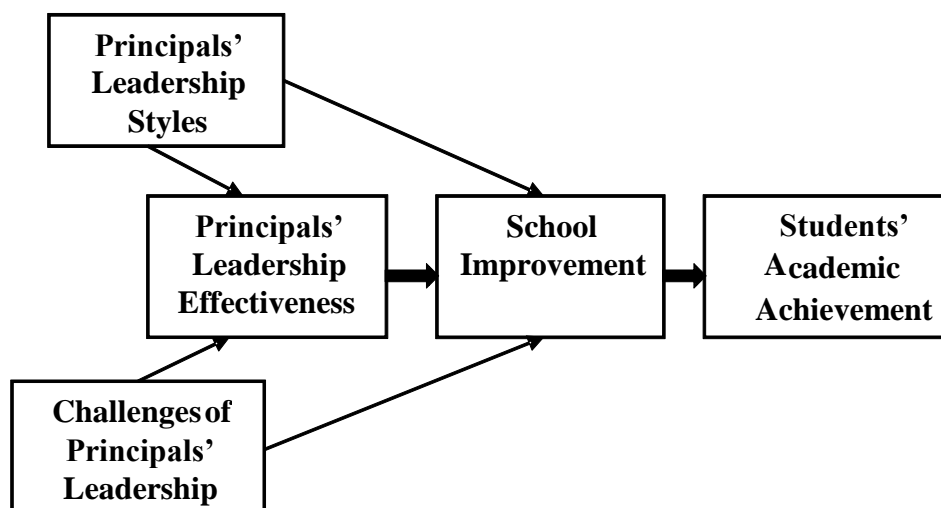 Principals’
Leadership
Styles
Principals’
Leadership
Effectiveness
School
Improvement
Students’
Academic
Achievement
Challenges of
Principals’
Leadership